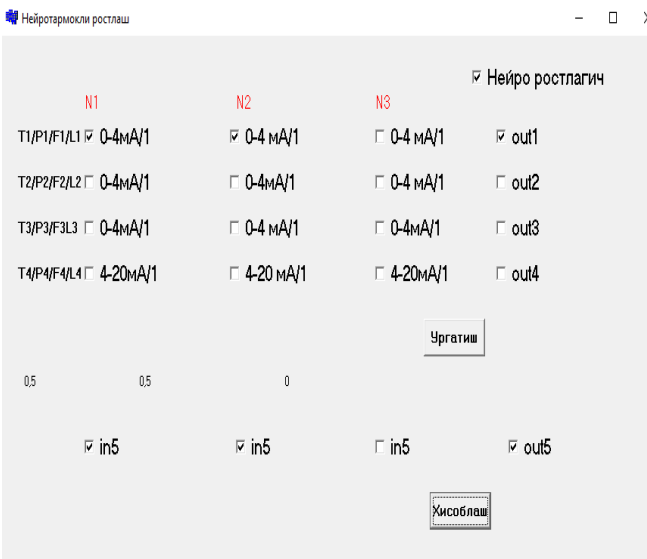 Нейротармокли ростлаш
Нейро ростлагич
N1 N2 N3
T1/P1/F1/L1 0-4мА/1 0-4 мА/1 0-4 мА/1 out1
T2/P2/F2/L2 0-4мА/1 0-4мА/1 0-4 мА/1 out2
T3/P3/F3L3 0-4мА/1 0-4 мА/1 0-4мА/1 out3
T4/P4/F4/L4 4-20мА/1 4-20 мА/1 4-20мА/1 out4
Ургатиш
0,5 0,5 0
in5 in5 in5 out5
Хисоблаш